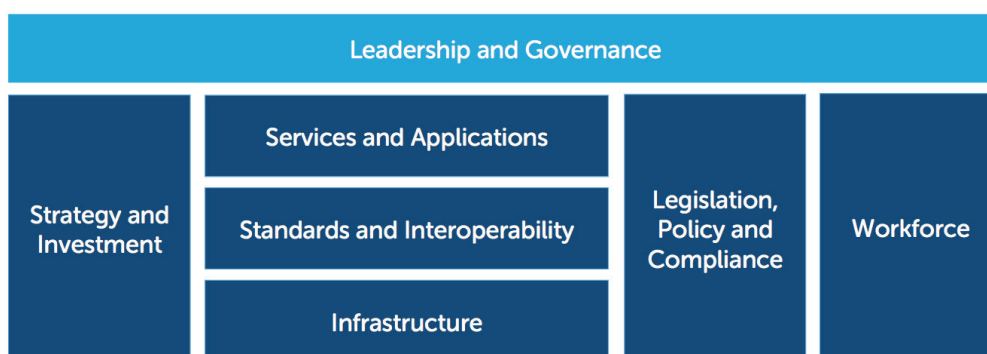 Leadership and Governance
Strategy and
Investment
Services and Applications
Standards and Interoperability
Infrastructure
Legislation,
Policy and
Compliance
Workforce